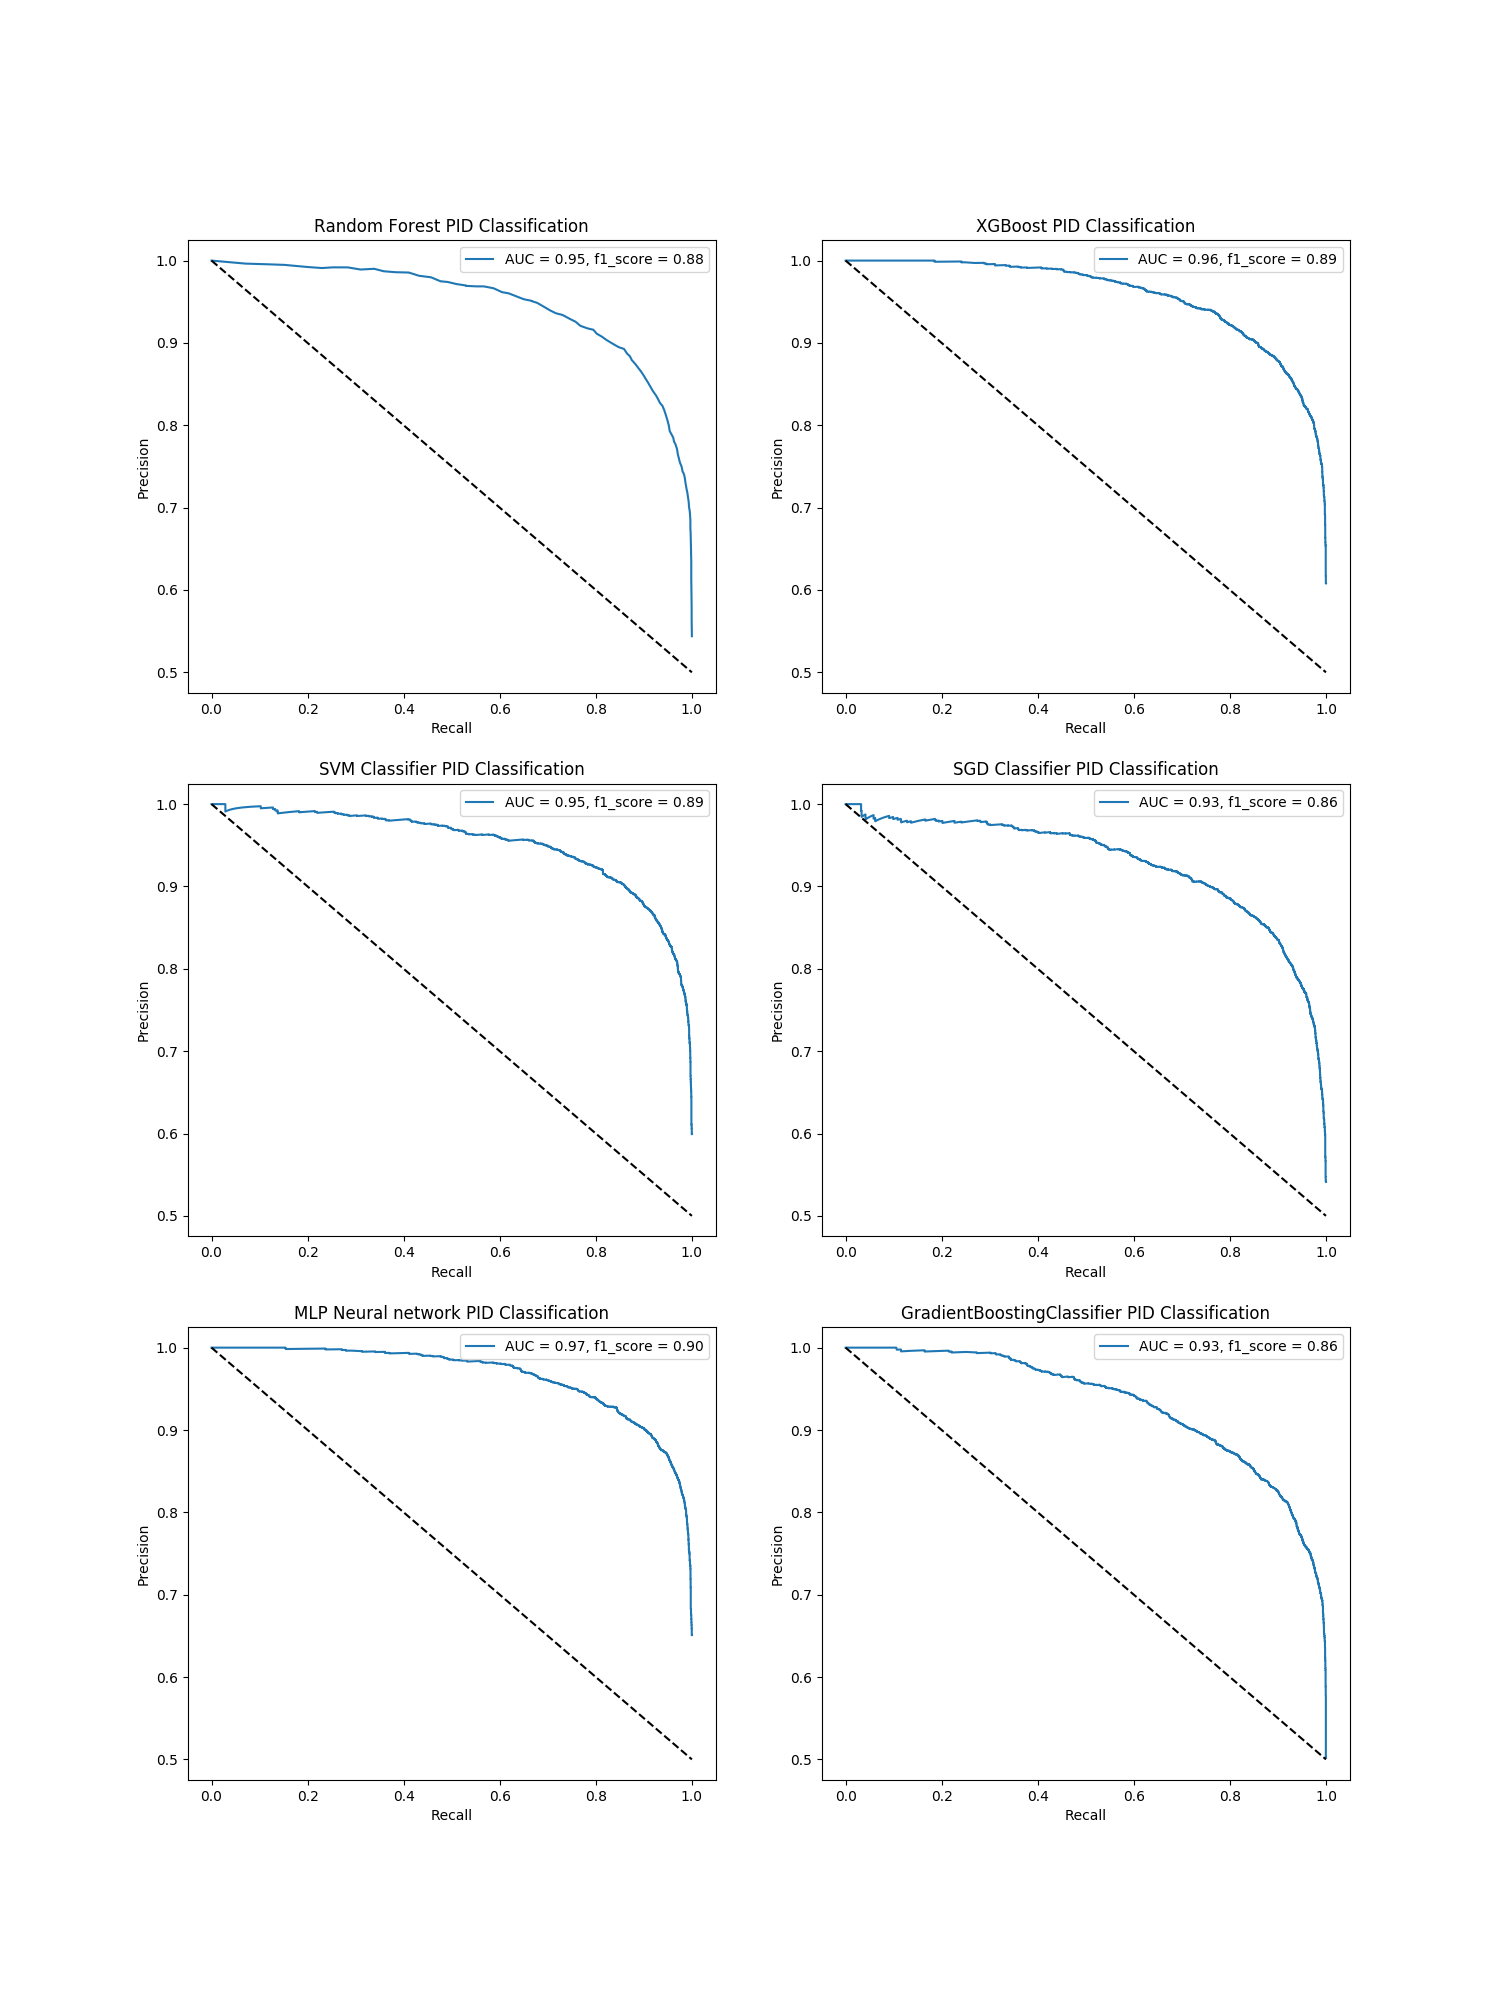 Random Forest PID Classification
AUC = 0.95, f1_score = 0.88
1.0
0.9
0.8
0.7
0.6
0.5
Precision
0.0 0.2 0.4 0.6 0.8 1.0
Recall
XGBoost PID Classification
AUC = 0.96, f1_score = 0.89
1.0
0.9
0.8
0.7
0.6
0.5
Precision
0.0 0.2 0.4 0.6 0.8 1.0
Recall
SVM Classifier PID Classification
AUC = 0.95, f1_score = 0.89
1.0
0.9
0.8
0.7
0.6
0.5
Precision
0.0 0.2 0.4 0.6 0.8 1.0
Recall
SGD Classifier PID Classification
AUC = 0.93, f1_score = 0.86
1.0
0.9
0.8
0.7
0.6
0.5
Precision
0.0 0.2 0.4 0.6 0.8 1.0
Recall
MLP Neural network PID Classification
AUC = 0.97, f1_score = 0.90
1.0
0.9
0.8
0.7
0.6
0.5
Precision
0.0 0.2 0.4 0.6 0.8 1.0
Recall
GradientBoostingClassifier PID Classification
AUC = 0.93, f1_score = 0.86
1.0
0.9
0.8
0.7
0.6
0.5
Precision
0.0 0.2 0.4 0.6 0.8 1.0
Recall